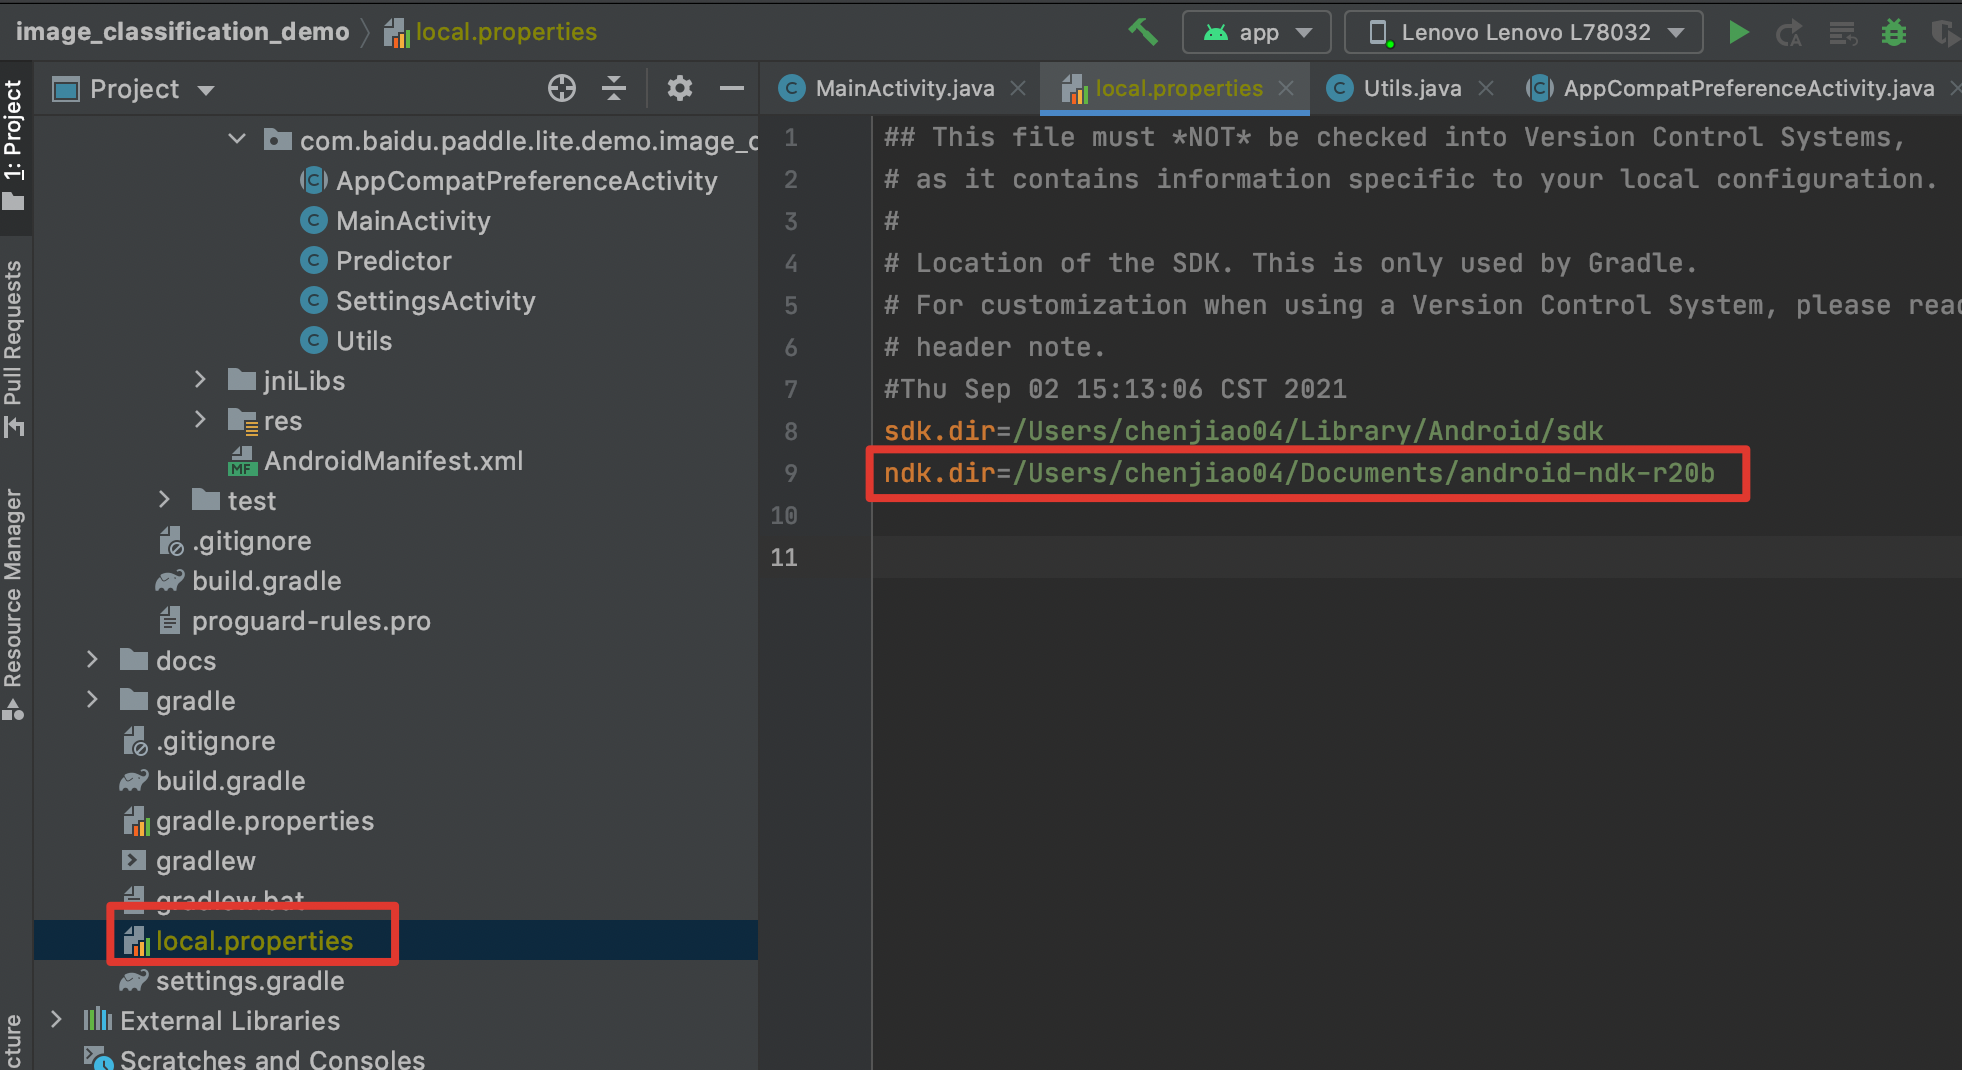 image_classification_demo
local.properties
app
Lenovo Lenovo L78032
1: Project
Pull Requests
Resource Manager
Project
com.baidu.paddle.lite.demo.image_c
AppCompatPreferenceActivity
MainActivity
Predictor
SettingsActivity
Utils
jniLibs
res
AndroidManifest.xml
test
.gitignore
build.gradle
proguard-rules.pro
docs
gradle
.gitignore
build.gradle
gradle.properties
gradlew
gradlew.bat
local.properties
settings.gradle
External Libraries
Scratches and Consoles
MainActivity.java
local.properties
Utils.java
AppCompatPreferenceActivity.java
1 ## This file must *NOT* be checked into Version Control Systems,
2 # as it contains information specific to your local configuration.
3 #
4 # Location of the SDK. This is only used by Gradle.
5 # For customization when using a Version Control System, please read
6 # header note.
7 #Thu Sep 02 15:13:06 CST 2021
8 sdk.dir=/Users/chenjiao04/Library/Android/sdk
9 ndk.dir=/Users/chenjiao04/Documents/android-ndk-r20b
10
11